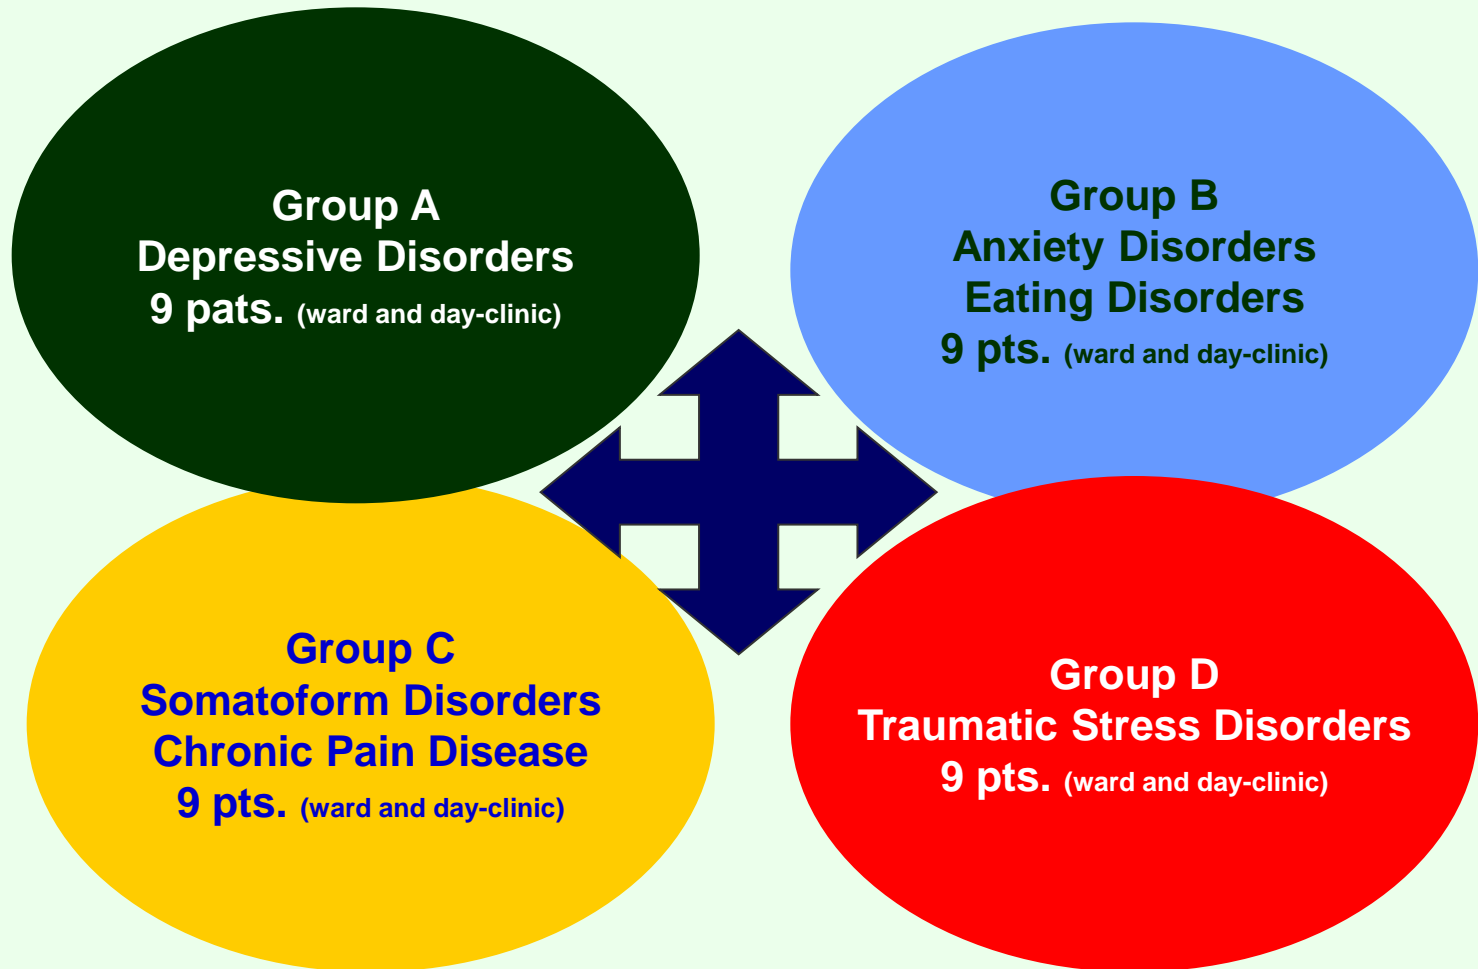 Group A
Depressive Disorders
9 pats. (ward and day-clinic)
Group B
Anxiety Disorders
Eating Disorders
9 pts. (ward and day-clinic)
Group C
Somatoform Disorders
Chronic Pain Disease
9 pts. (ward and day-clinic)
Group D
Traumatic Stress Disorders
9 pts. (ward and day-clinic)